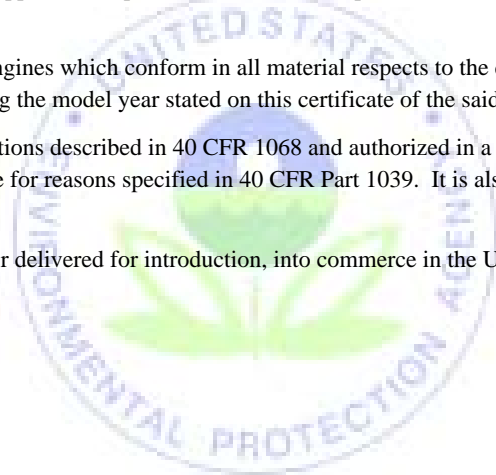 UNITED STATES
ENVIRONMENTAL PROTECTION AGENCY
ngines which conform in all material respects to the
ng the model year stated on this certificate of the said
tions described in 40 CFR 1068 and authorized in a
e for reasons specified in 40 CFR Part 1039. It is als
r delivered for introduction, into commerce in the U